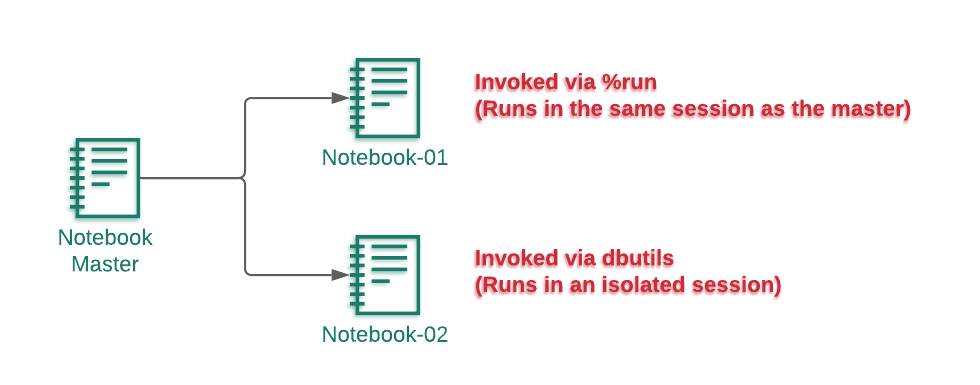 Invoked via %run
(Runs in the same session as the master)
Notebook-01
Notebook
Master
Invoked via dbutils
(Runs in an isolated session)
Notebook-02